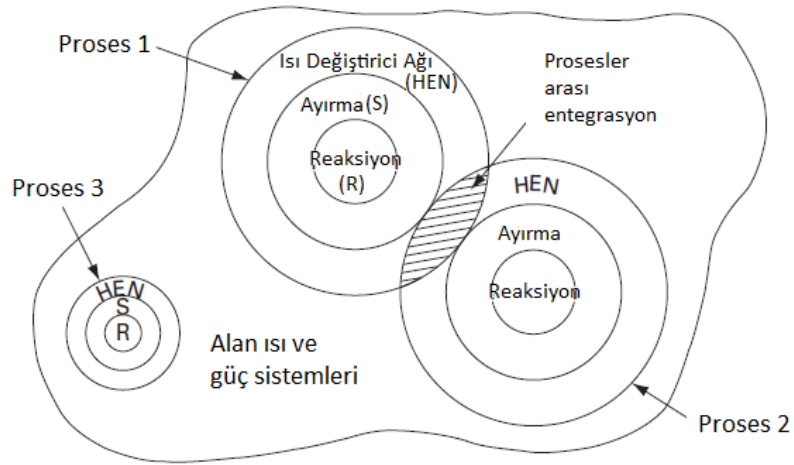 Proses 1
Isı Değiştirici Ağı
(HEN)
Ayırma (S)
Reaksiyon
(R)
Prosesler
arası
entegrasyon
Proses 3
HEN
S
R
HEN
Ayırma
Reaksiyon
Alan ısı ve
güç sistemleri
Proses 2